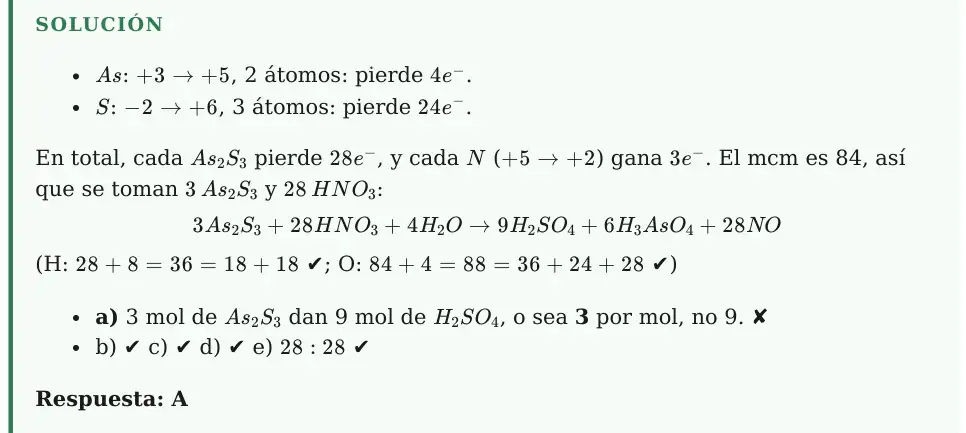 SOLUCIÓN
• As: +3 → +5, 2 átomos: pierde 4e⁻.
• S: −2 → +6, 3 átomos: pierde 24e⁻.
En total, cada As₂S₃ pierde 28e⁻, y cada N (+5 → +2) gana 3e⁻. El mcm es 84, así
que se toman 3 As₂S₃ y 28 HNO₃:
3As₂S₃ + 28HNO₃ + 4H₂O → 9H₂SO₄ + 6H₃AsO₄ + 28NO
(H: 28 + 8 = 36 = 18 + 18 ✔; O: 84 + 4 = 88 = 36 + 24 + 28 ✔)
• a) 3 mol de As₂S₃ dan 9 mol de H₂SO₄, o sea 3 por mol, no 9. ✘
• b) ✔ c) ✔ d) ✔ e) 28 : 28 ✔
Respuesta: A